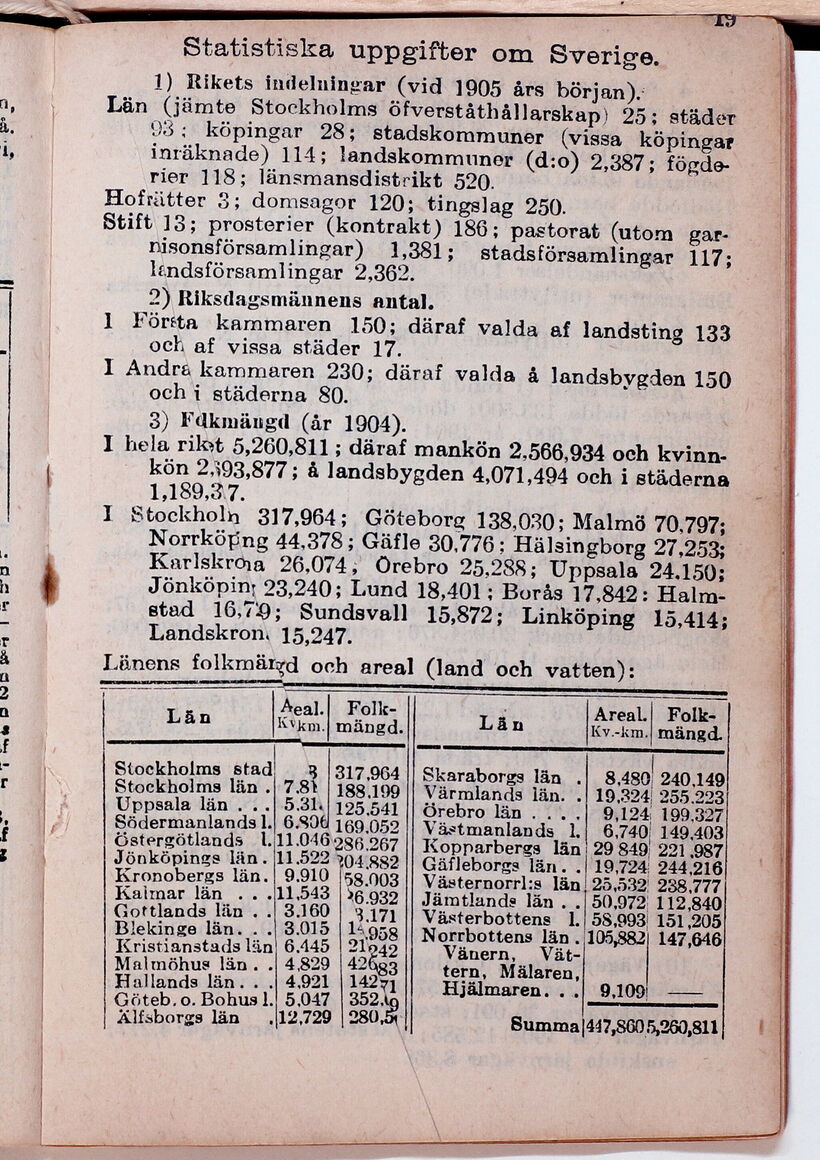 19
Statistiska uppgifter om Sverige.
1) Rikets indelningar (vid 1905 års början).
Län (jämte Stockholms öfverståthållarskap) 25; städer
93; köpingar 28; stadskommuner (vissa köpingar
inräknade) 114; landskommuner (d:o) 2,387; fögde-
rier 118; länsmansdistrikt 520.
Hofrätter 3; domsagor 120; tingslag 250.
Stift 13; prosterier (kontrakt) 186; pastorat (utom gar-
nisonsförsamlingar) 1,381; stadsförsamlingar 117;
landsförsamlingar 2,362.
2) Riksdagsmännens antal.
I Första kammaren 150; däraf valda af landsting 133
och af vissa städer 17.
I Andra kammaren 230; däraf valda å landsbygden 150
och i städerna 80.
3) Folkmängd (år 1904).
I hela riket 5,260,811; däraf mankön 2,566,934 och kvinn-
kön 2,693,877; å landsbygden 4,071,494 och i städerna
I Stockholm 317,964; Göteborg 138,030; Malmö 70,797;
Norrköping 44,378; Gäfle 30,776; Hälsingborg 27,253;
Karlskrona 26,074; Örebro 25,288; Uppsala 24,150;
Jönköping 23,240; Lund 18,401; Borås 17,842: Halm-
stad Sundsvall 15,872; Linköping 15,414;
Landskrona 15,247.
Länens folkmängd och areal (land och vatten):
Län Areal. Kv.-km. Folk-mängd.
Stockholms stad 317,964
Stockholms län . 188,199
Uppsala län . . . 125,541
Södermanlands l. 169,052
Östergötlands l. 11,046 286,267
Jönköpings län. 11,522 204,882
Kronobergs län. 9,910 58,003
Kalmar län . . . 11,543
Gottlands län . . 3,160
Blekinge län. . . 3,015
Kristianstads län 6,445
Malmöhus län . . 4,829
Hallands län. . . 4,921
Göteb. o. Bohus l. 5,047
Älfsborgs län . 12,729
Län Areal. Kv.-km. Folk-mängd.
Skaraborgs län . 8,480 240,149
Värmlands län. . 19,324 255,223
Örebro län . . . . 9,124 199,327
Västmanlands l. 6,740 149,403
Kopparbergs län 29 849 221,987
Gäfleborgs län. . 19,724 244,216
Västernorrl:s län 25,532 238,777
Jämtlands län . . 50,972 112,840
Västerbottens l. 58,993 151,205
Norrbottens län . 105,882 147,646
Vänern, Vät-
tern, Mälaren,
Hjälmaren. . . 9,109 —
Summa 447,860 5,260,811